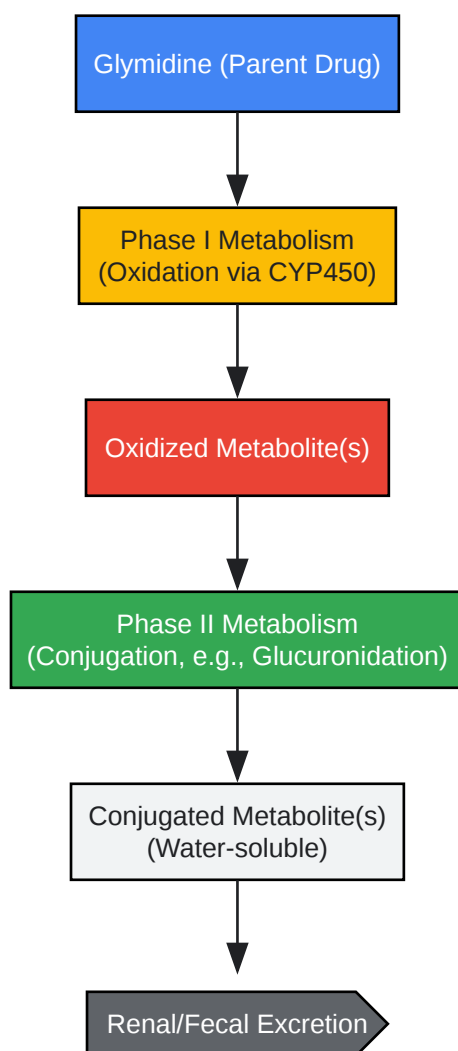 Glymidine (Parent Drug)
Phase I Metabolism
(Oxidation via CYP450)
Oxidized Metabolite(s)
Phase II Metabolism
(Conjugation, e.g., Glucuronidation)
Conjugated Metabolite(s)
(Water-soluble)
Renal/Fecal Excretion